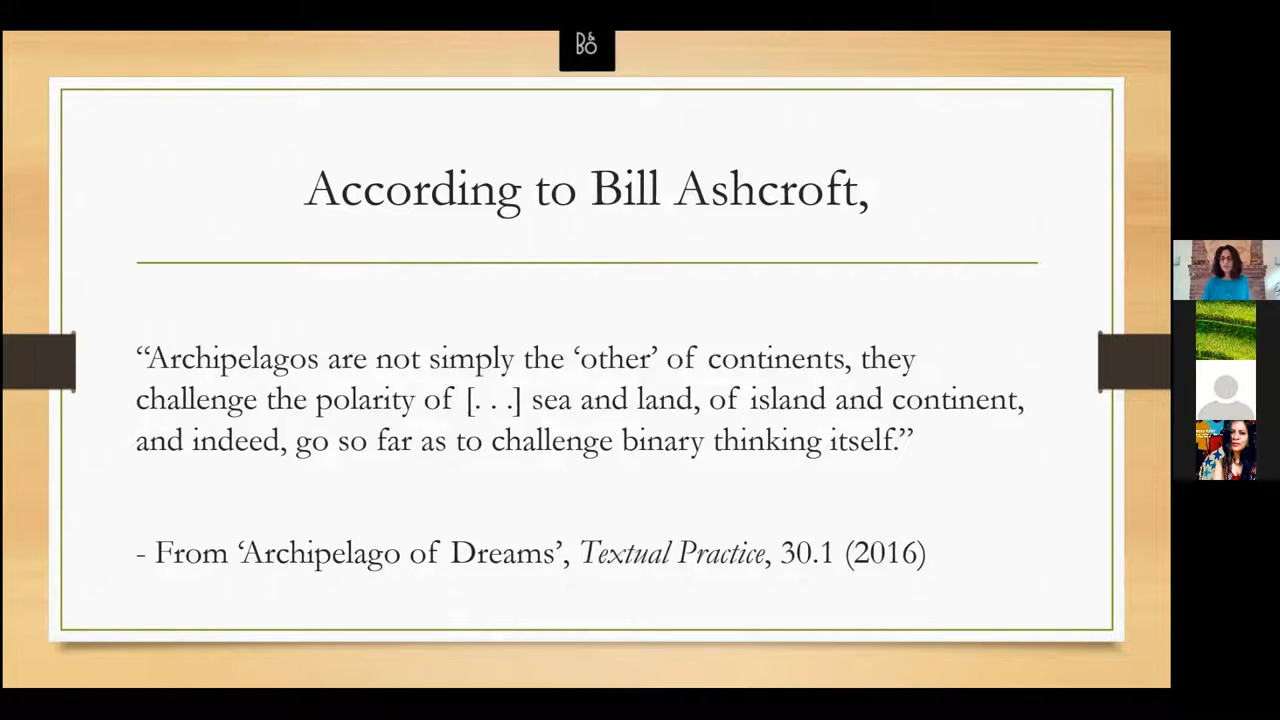 B&O
According to Bill Ashcroft,
“Archipelagos are not simply the ‘other’ of continents, they
challenge the polarity of [. . .] sea and land, of island and continent,
and indeed, go so far as to challenge binary thinking itself.”
- From ‘Archipelago of Dreams’, Textual Practice, 30.1 (2016)